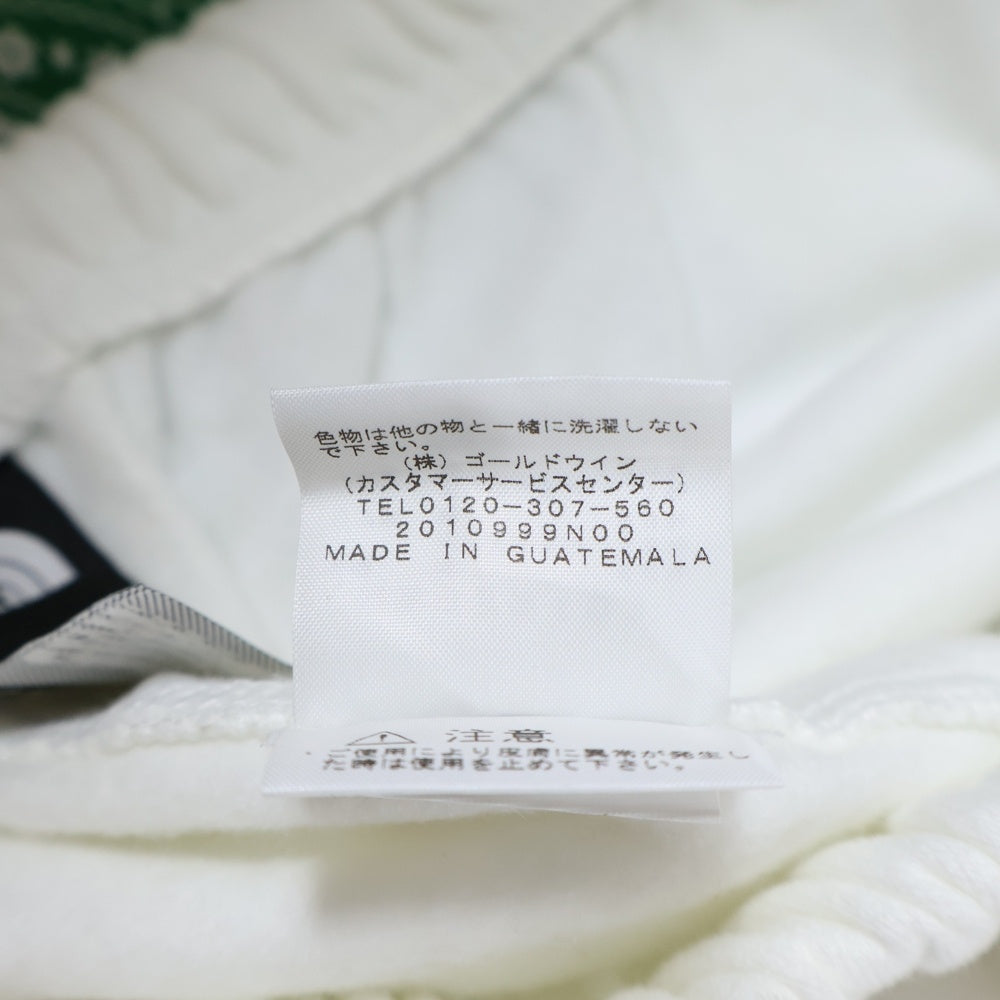 色物は他の物と一緒に洗濯しない
で下さい。
(株)ゴールドウイン
(カスタマーサービスセンター)
TEL0120-307-560
2010999N00
MADE IN GUATEMALA
⚠ 注意
・ご使用により皮膚に異常が発生し
た時は使用を止めて下さい。